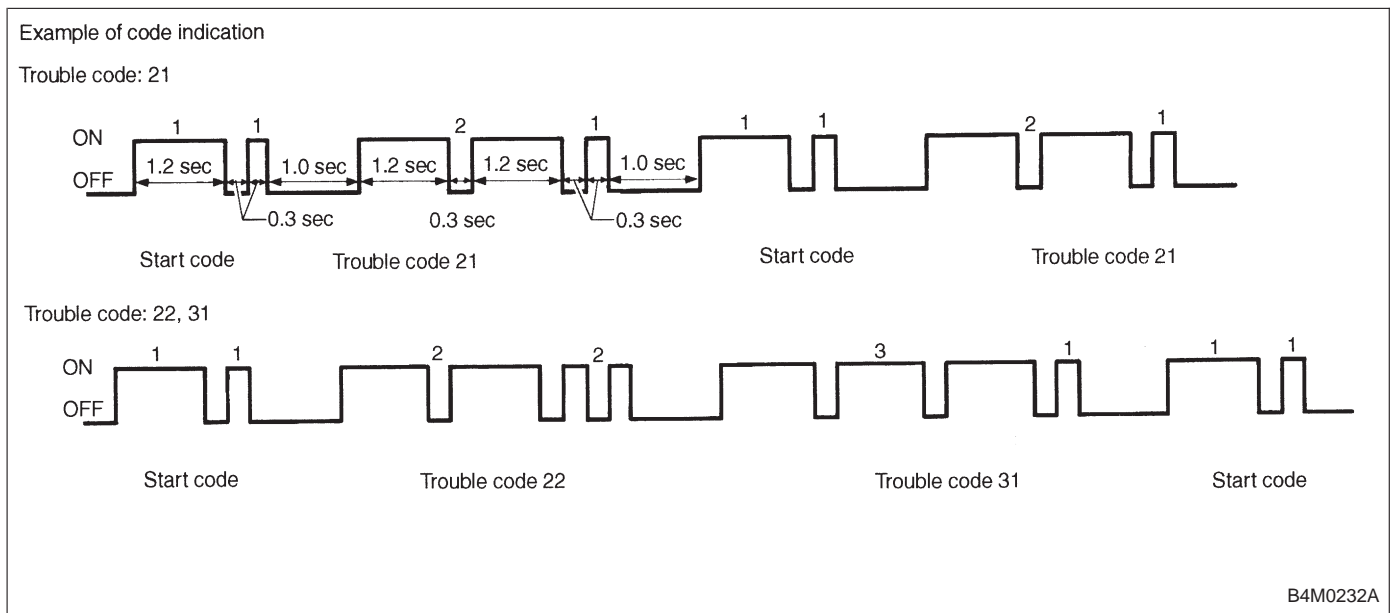 Example of code indication
Trouble code: 21
1 1 2 1 1 1 2 1
ON
1.2 sec 1.0 sec 1.2 sec 1.2 sec 1.0 sec
OFF
0.3 sec 0.3 sec 0.3 sec
Start code Trouble code 21 Start code Trouble code 21
Trouble code: 22, 31
1 1 2 2 3 1 1 1
ON
OFF
Start code Trouble code 22 Trouble code 31 Start code
B4M0232A